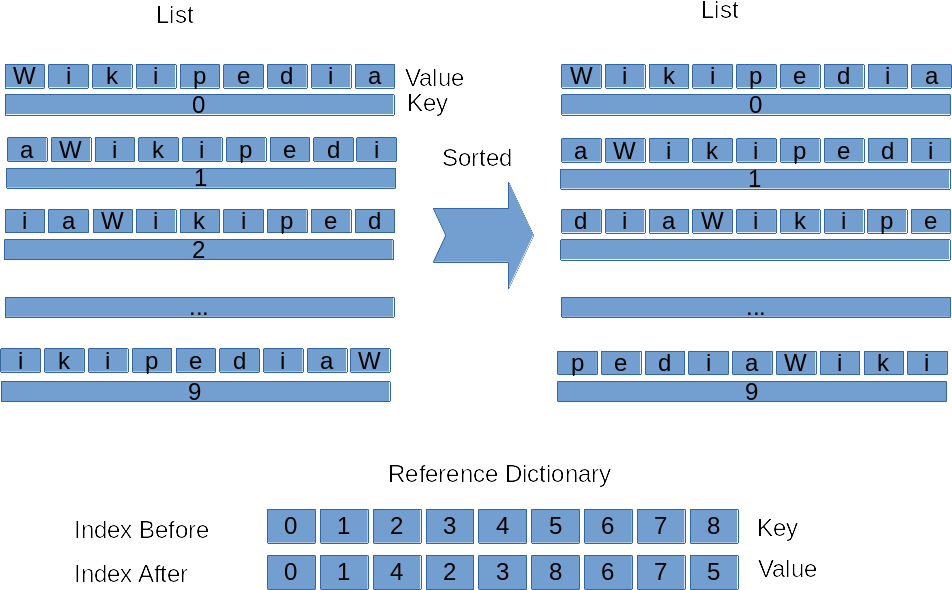 List
List
W i k i p e d i a Value
0 Key
W i k i p e d i a
0
a W i k i p e d i
1
Sorted
a W i k i p e d i
1
i a W i k i p e d
2
d i a W i k i p e
...
...
i k i p e d i a W
9
p e d i a W i k i
9
Reference Dictionary
Index Before 0 1 2 3 4 5 6 7 8 Key
Index After 0 1 4 2 3 8 6 7 5 Value